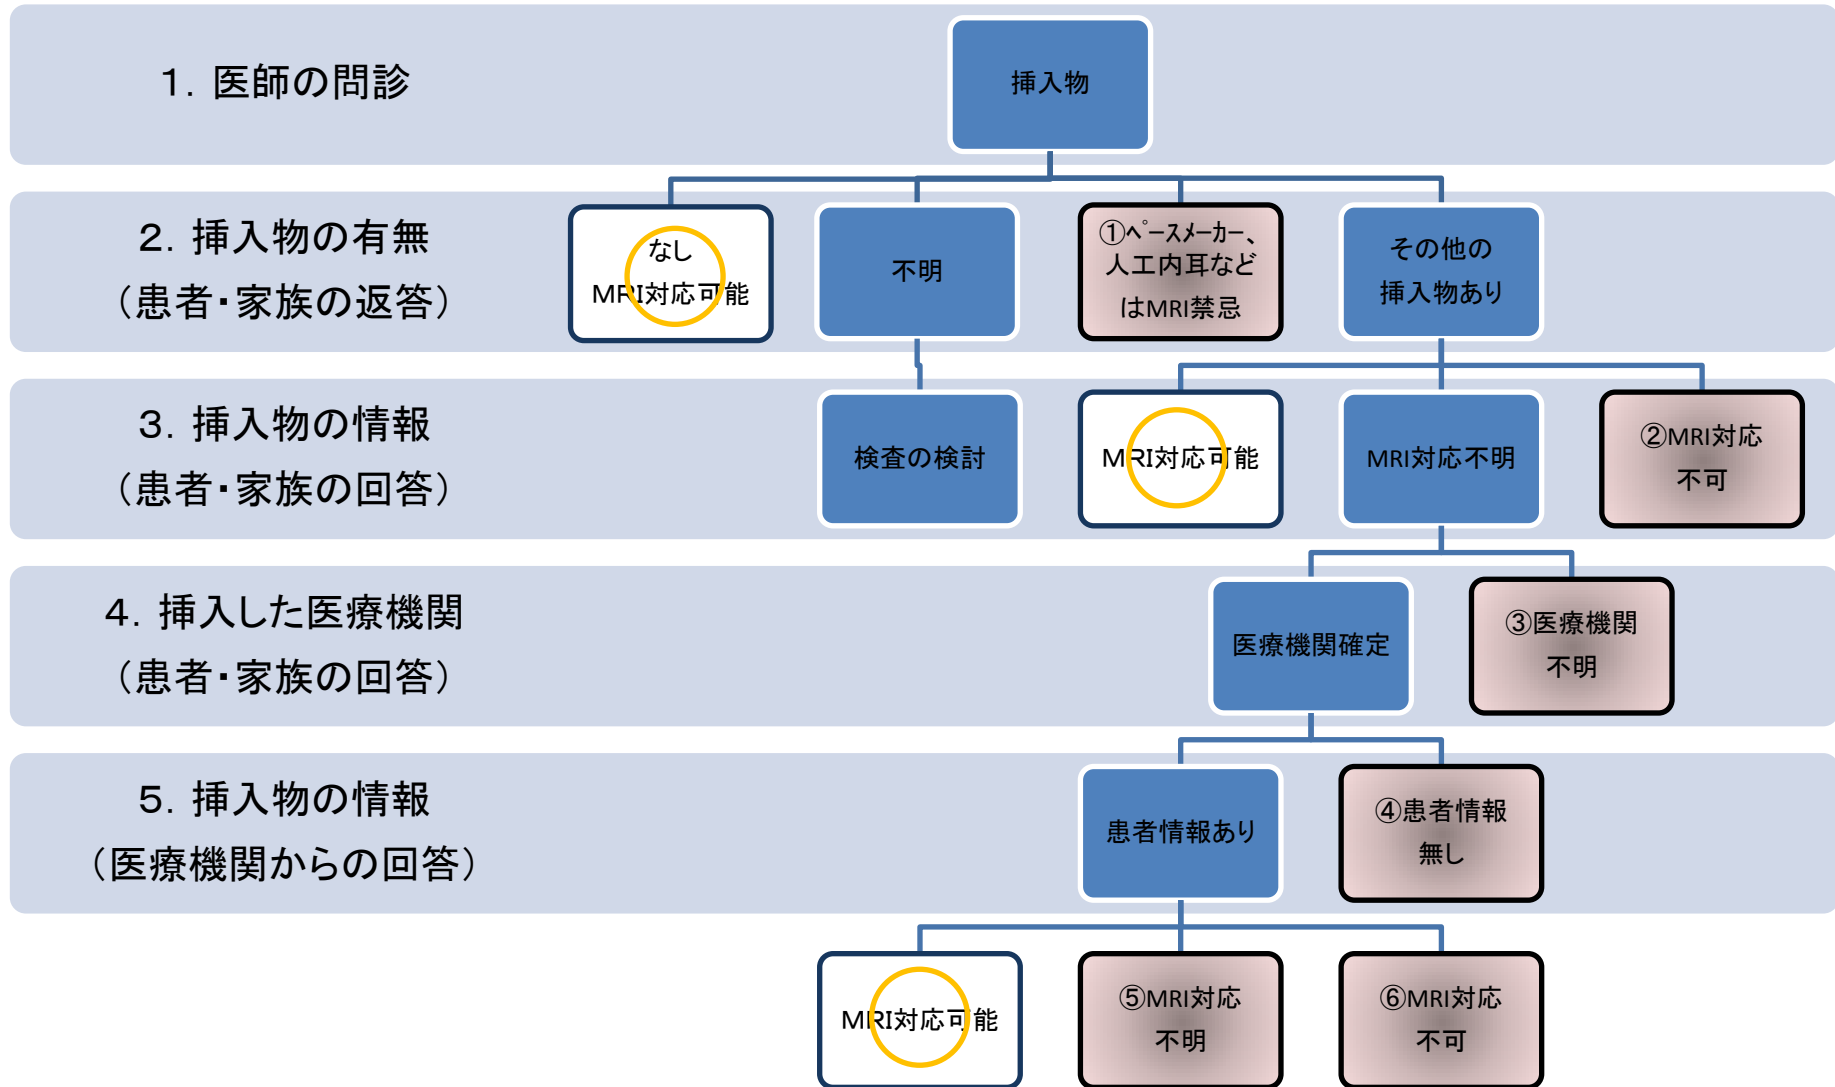 1．医師の問診
挿入物
2．挿入物の有無
（患者・家族の返答）
なし
MRI対応可能
不明
①ﾍﾟｰｽﾒｰｶｰ、
人工内耳など
はMRI禁忌
その他の
挿入物あり
3．挿入物の情報
（患者・家族の回答）
検査の検討
MRI対応可能
MRI対応不明
②MRI対応
不可
4．挿入した医療機関
（患者・家族の回答）
医療機関確定
③医療機関
不明
5．挿入物の情報
（医療機関からの回答）
患者情報あり
④患者情報
無し
MRI対応可能
⑤MRI対応
不明
⑥MRI対応
不可